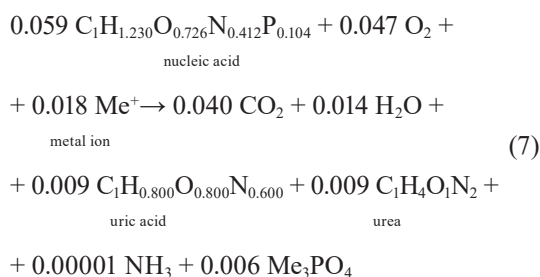 0.059 C₁H₁.₂₃₀O₀.₇₂₆N₀.₄₁₂P₀.₁₀₄ + 0.047 O₂ +
nucleic acid
+ 0.018 Me⁺→ 0.040 CO₂ + 0.014 H₂O +
metal ion
(7)
+ 0.009 C₁H₀.₈₀₀O₀.₈₀₀N₀.₆₀₀ + 0.009 C₁H₄O₁N₂ +
uric acid urea
+ 0.00001 NH₃ + 0.006 Me₃PO₄